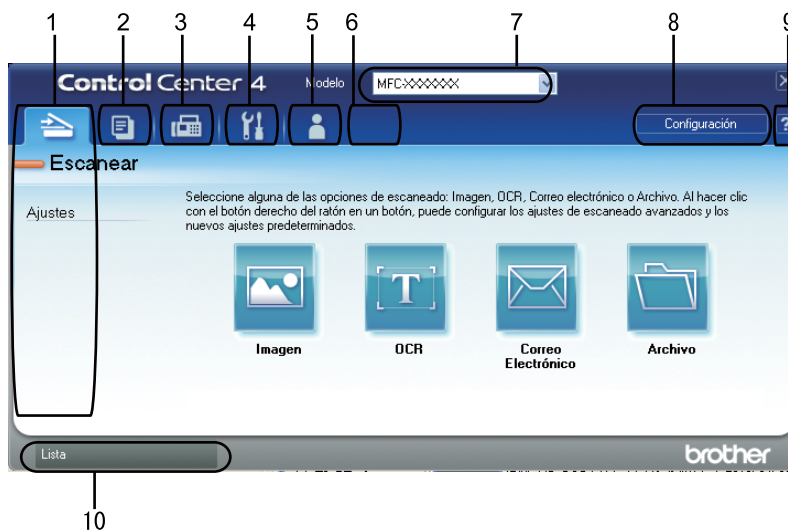 1 2 3 4 5 6 7 8 9
Control Center 4 Modelo MFC-XXXXXXX
Configuración ?
Escanear
Ajustes
Seleccione alguna de las opciones de escaneado: Imagen, OCR, Correo electrónico o Archivo. Al hacer clic
con el botón derecho del ratón en un botón, puede configurar los ajustes de escaneado avanzados y los
nuevos ajustes predeterminados.
T
Imagen OCR Correo Electrónico Archivo
Lista
brother
10